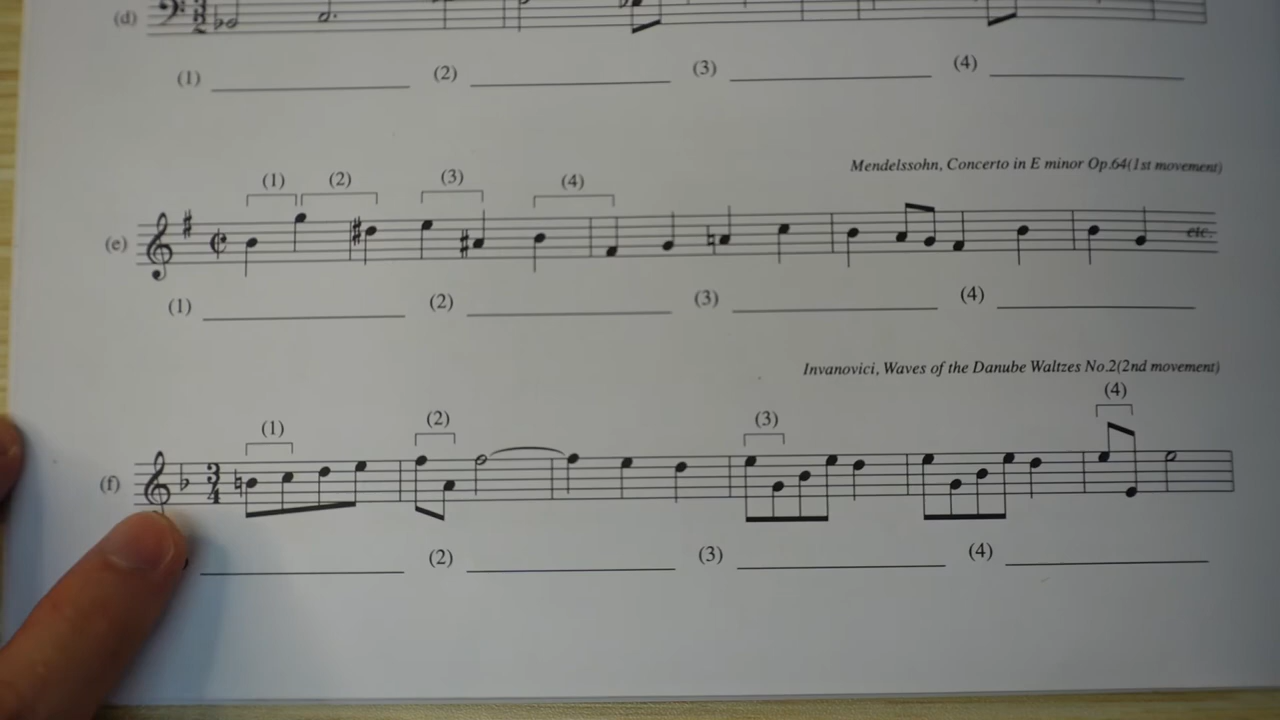 (d)
(1) (2) (3) (4)
Mendelssohn, Concerto in E minor Op.64(1st movement)
(1) (2) (3) (4)
(e) etc.
(1) (2) (3) (4)
Invanovici, Waves of the Danube Waltzes No.2(2nd movement)
(1) (2) (3) (4)
(f) 3 4
(2) (3) (4)